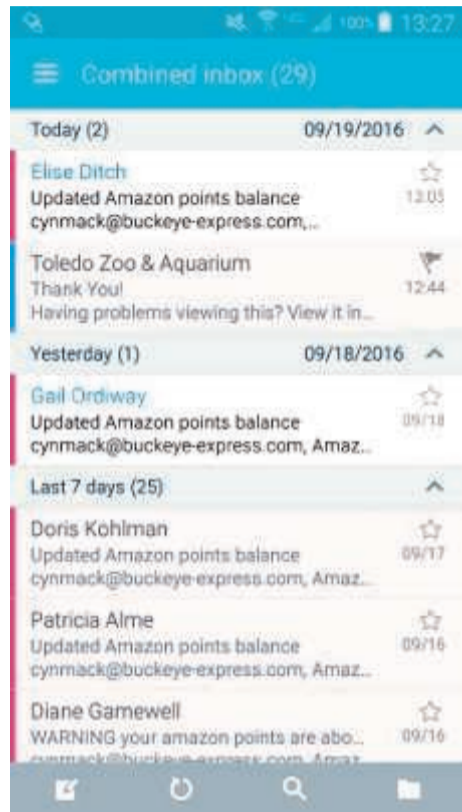 100% 13:27
Combined inbox (29)
Today (2) 09/19/2016
Elise Ditch
Updated Amazon points balance 13:05
cynmack@buckeye-express.com,...
Toledo Zoo & Aquarium
Thank You! 12:44
Having problems viewing this? View it in...
Yesterday (1) 09/18/2016
Gail Ordiway
Updated Amazon points balance 09/18
cynmack@buckeye-express.com, Amaz...
Last 7 days (25)
Doris Kohlman
Updated Amazon points balance 09/17
cynmack@buckeye-express.com, Amaz...
Patricia Alme
Updated Amazon points balance 09/16
cynmack@buckeye-express.com, Amaz...
Diane Gamewell
WARNING your amazon points are abo... 09/16